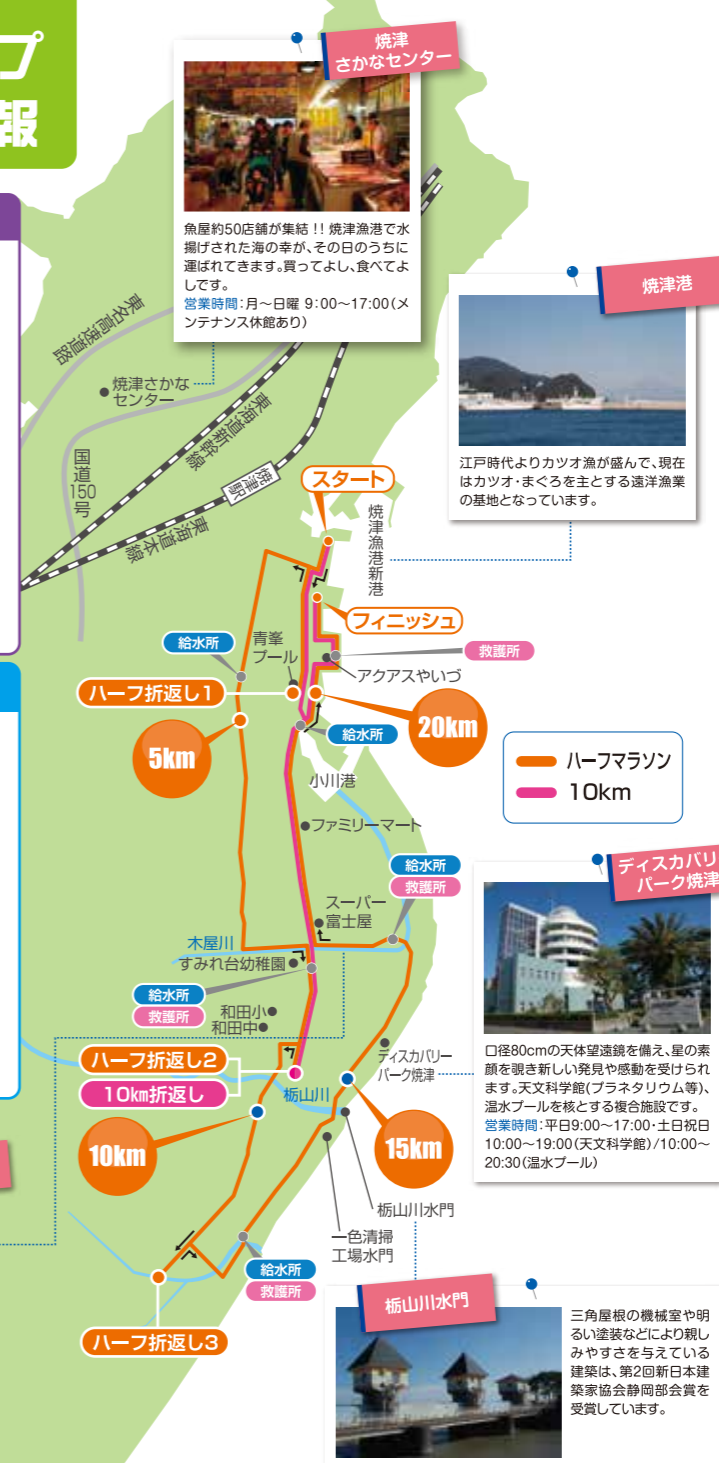 プ
報
焼津
さかなセンター
魚屋約50店舗が集結!! 焼津漁港で水
揚げされた海の幸が、その日のうちに
運ばれてきます。買ってよし、食べてよ
しです。
営業時間:月〜日曜 9:00〜17:00(メ
ンテナンス休館あり)
焼津港
江戸時代よりカツオ漁が盛んで、現在
はカツオ・まぐろを主とする遠洋漁業
の基地となっています。
東名高速道路
焼津さかな
センター
国道150号
東海道新幹線
焼津駅
東海道本線
スタート
焼津漁港新港
フィニッシュ
給水所
青峯
プール
救護所
アクアスやいづ
ハーフ折返し1
20km
給水所
5km
ハーフマラソン
10km
小川港
ファミリーマート
給水所
救護所
スーパー
富士屋
ディスカバリ
パーク焼津
木屋川
すみれ台幼稚園
給水所
救護所
和田小
和田中
ディスカバリー
パーク焼津
口径80cmの天体望遠鏡を備え、星の素
顔を覗き新しい発見や感動を受けられ
ます。天文科学館(プラネタリウム等)、
温水プールを核とする複合施設です。
営業時間:平日9:00〜17:00・土日祝日
10:00〜19:00(天文科学館)/10:00〜
20:30(温水プール)
ハーフ折返し2
10km折返し
栃山川
10km
15km
栃山川水門
一色清掃
工場水門
給水所
救護所
ハーフ折返し3
栃山川水門
三角屋根の機械室や明
るい塗装などにより親し
みやすさを与えている
建築は、第2回新日本建
築家協会静岡部会賞を
受賞しています。